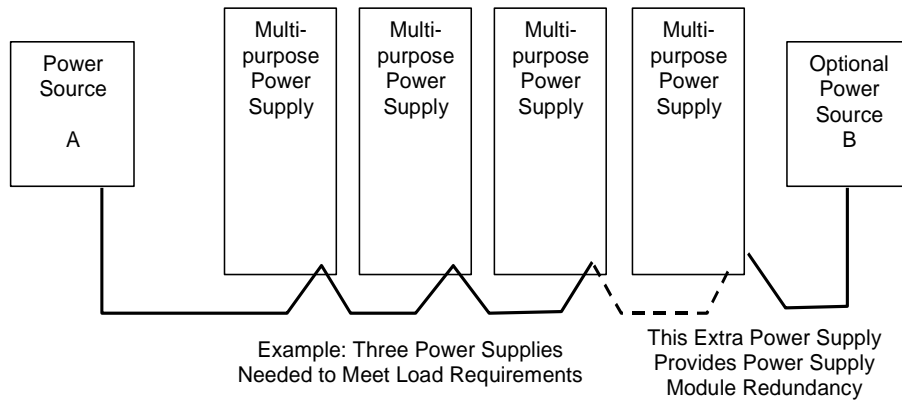 Power
Source
A
Multi-
purpose
Power
Supply
Multi-
purpose
Power
Supply
Multi-
purpose
Power
Supply
Multi-
purpose
Power
Supply
Optional
Power
Source
B
Example: Three Power Supplies
Needed to Meet Load Requirements
This Extra Power Supply
Provides Power Supply
Module Redundancy